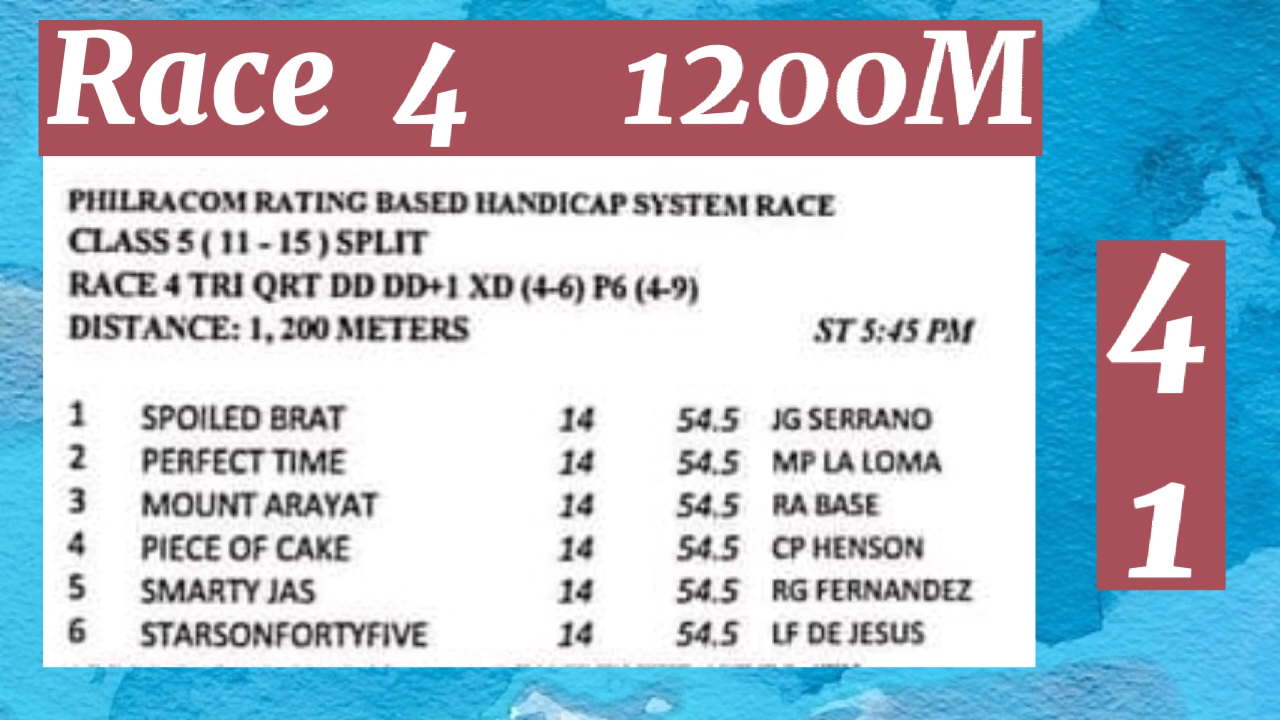 Race 4 1200M
PHILRACOM RATING BASED HANDICAP SYSTEM RACE
CLASS 5 ( 11 - 15 ) SPLIT
RACE 4 TRI QRT DD DD+1 XD (4-6) P6 (4-9)
DISTANCE: 1, 200 METERS ST 5:45 PM
1 SPOILED BRAT 14 54.5 JG SERRANO
2 PERFECT TIME 14 54.5 MP LA LOMA
3 MOUNT ARAYAT 14 54.5 RA BASE
4 PIECE OF CAKE 14 54.5 CP HENSON
5 SMARTY JAS 14 54.5 RG FERNANDEZ
6 STARSONFORTYFIVE 14 54.5 LF DE JESUS
4
1